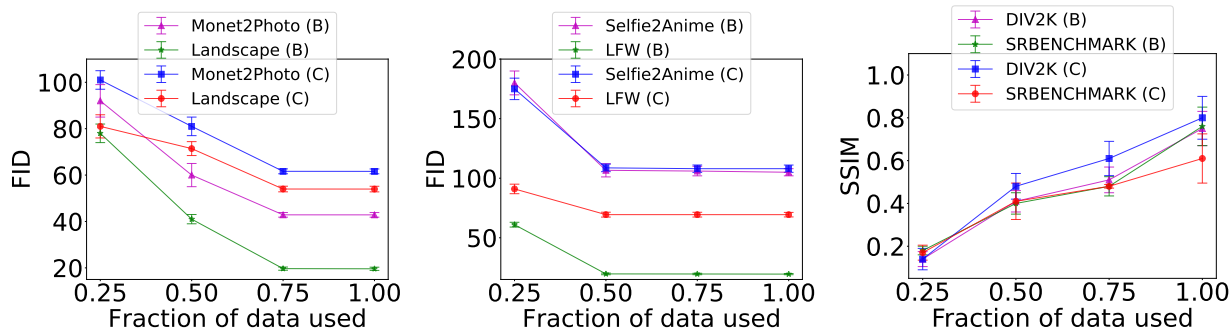 Monet2Photo (B)
Landscape (B)
Monet2Photo (C)
Landscape (C)
FID
100
80
60
40
20
0.25 0.50 0.75 1.00
Fraction of data used
Selfie2Anime (B)
LFW (B)
Selfie2Anime (C)
LFW (C)
FID
200
150
100
50
0.25 0.50 0.75 1.00
Fraction of data used
DIV2K (B)
SRBENCHMARK (B)
DIV2K (C)
SRBENCHMARK (C)
SSIM
1.0
0.8
0.6
0.4
0.2
0.25 0.50 0.75 1.00
Fraction of data used